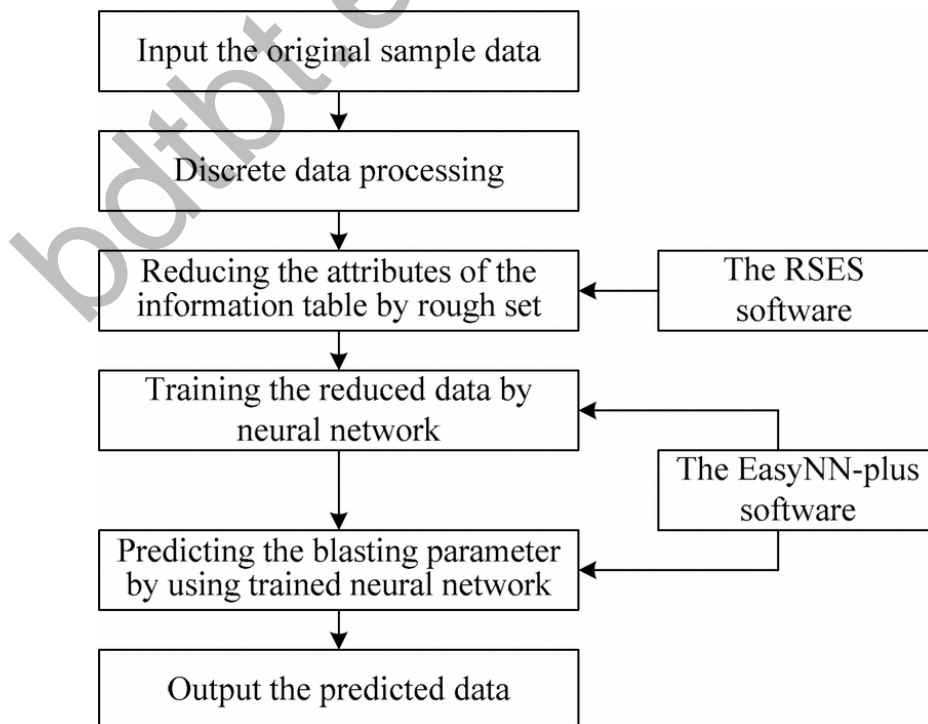 Input the original sample data
Discrete data processing
Reducing the attributes of the
information table by rough set
The RSES
software
Training the reduced data by
neural network
The EasyNN-plus
software
Predicting the blasting parameter
by using trained neural network
Output the predicted data